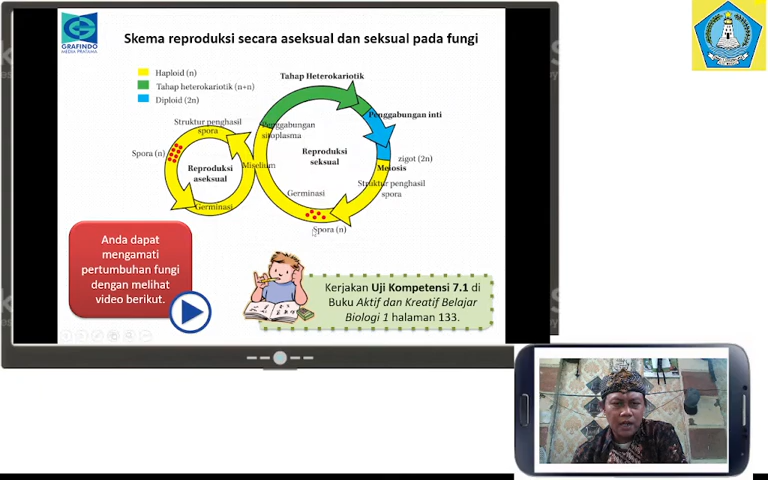 GRAFINDO
MEDIA PRATAMA
Skema reproduksi secara aseksual dan seksual pada fungi
Haploid (n)
Tahap heterokariotik (n+n)
Diploid (2n)
Tahap Heterokariotik
Penggabungan inti
Penggabungan
sitoplasma
Struktur penghasil
spora
Spora (n)
Reproduksi
aseksual
Miselium
Germinasi
Reproduksi
seksual
zigot (2n)
Meiosis
Struktur penghasil
spora
Germinasi
Spora (n)
Anda dapat
mengamati
pertumbuhan fungi
dengan melihat
video berikut.
Kerjakan Uji Kompetensi 7.1 di
Buku Aktif dan Kreatif Belajar
Biologi 1 halaman 133.